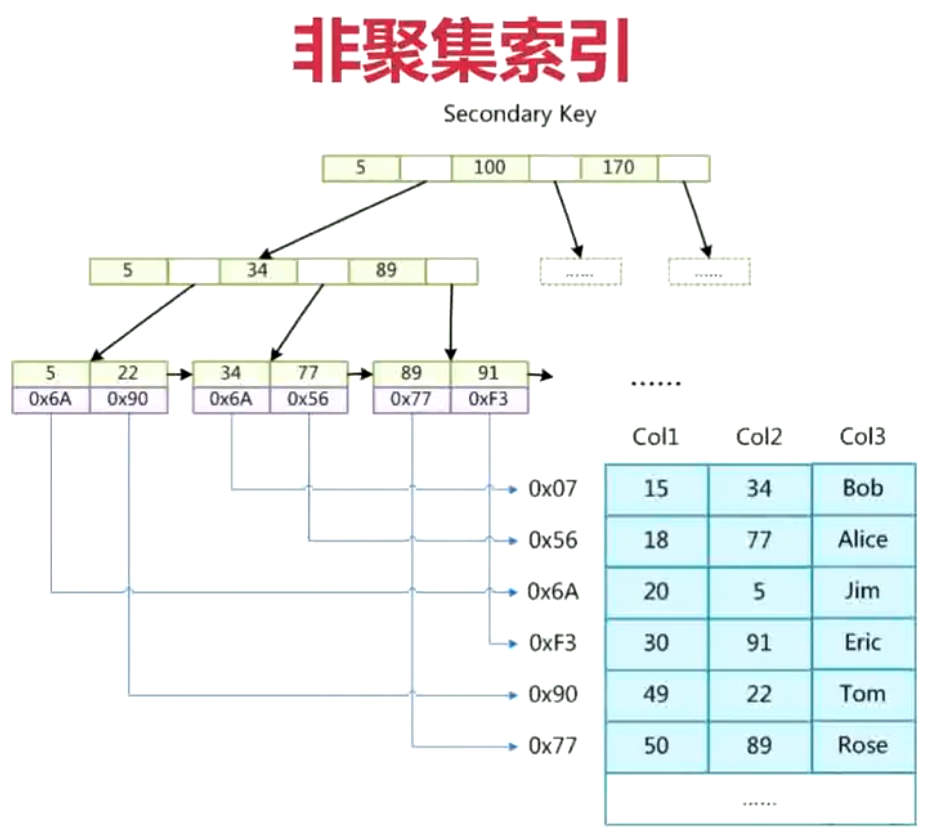 非聚集索引
Secondary Key
5 100 170
5 34 89
...... ......
5 22 34 77 89 91
0x6A 0x90 0x6A 0x56 0x77 0xF3
......
Col1 Col2 Col3
0x07 15 34 Bob
0x56 18 77 Alice
0x6A 20 5 Jim
0xF3 30 91 Eric
0x90 49 22 Tom
0x77 50 89 Rose
......